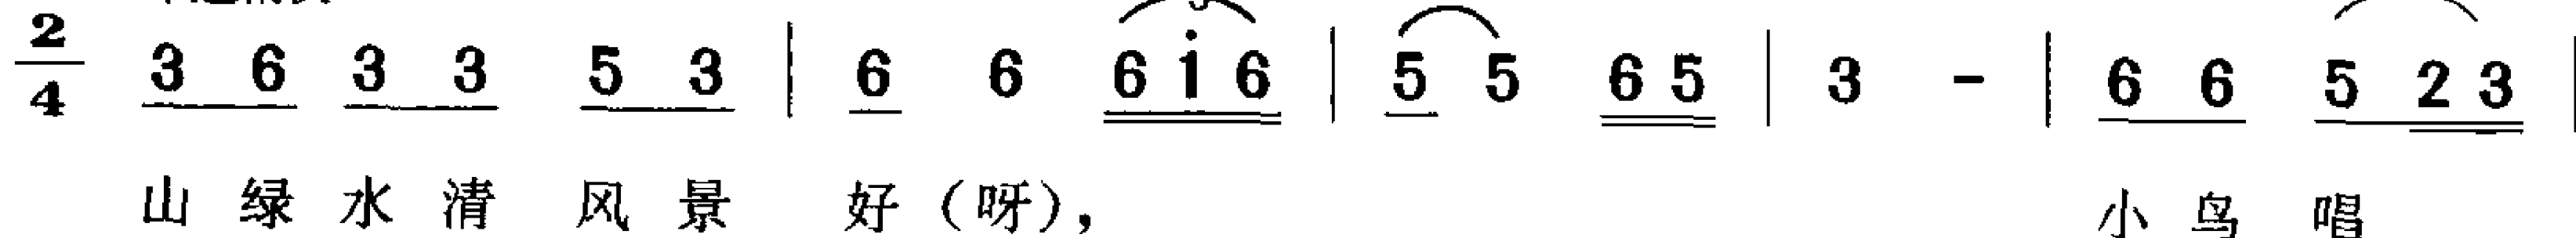 2/4 3 6 3 3 5 3 | 6 6 6 i 6 | 5 5 6 5 | 3 - | 6 6 5 2 3 |
山 绿 水 清 风 景 好 （呀）， 小 鸟 唱